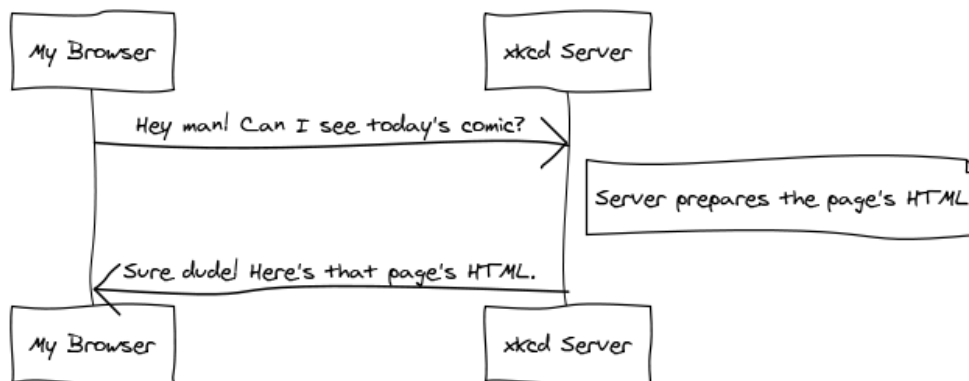 My Browser
xkcd Server
Hey man! Can I see today's comic?
Server prepares the page's HTML
Sure dude! Here's that page's HTML.
My Browser
xkcd Server